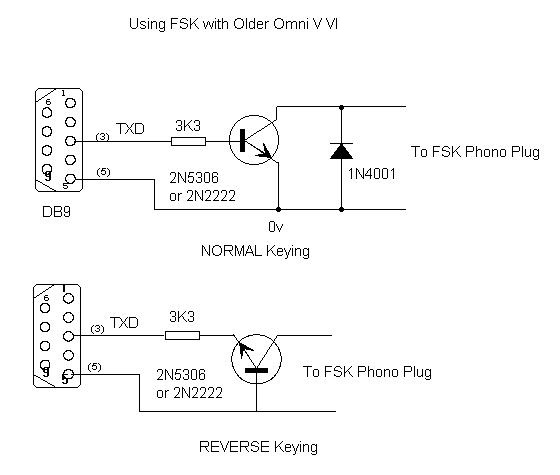 Using FSK with Older Omni V VI
1
6
(3) TXD 3K3
To FSK Phono Plug
9
5
(5)
2N5306
or 2N2222
1N4001
DB9
0v
NORMAL Keying
1
6
(3) TXD 3K3
9
5
(5)
2N5306
or 2N2222
To FSK Phono Plug
REVERSE Keying